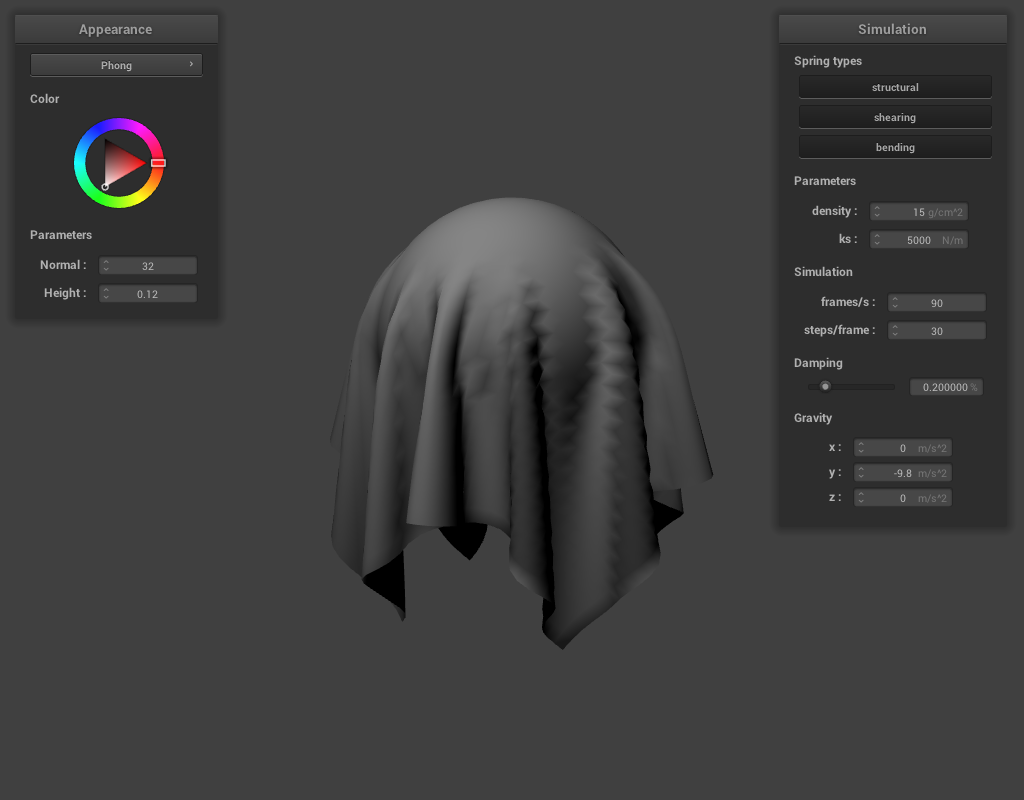 Appearance
Phong
Color
Parameters
Normal : 32
Height : 0.12
Simulation
Spring types
structural
shearing
bending
Parameters
density : 15 g/cm^2
ks : 5000 N/m
Simulation
frames/s : 90
steps/frame : 30
Damping
0.200000 %
Gravity
x : 0 m/s^2
y : -9.8 m/s^2
z : 0 m/s^2